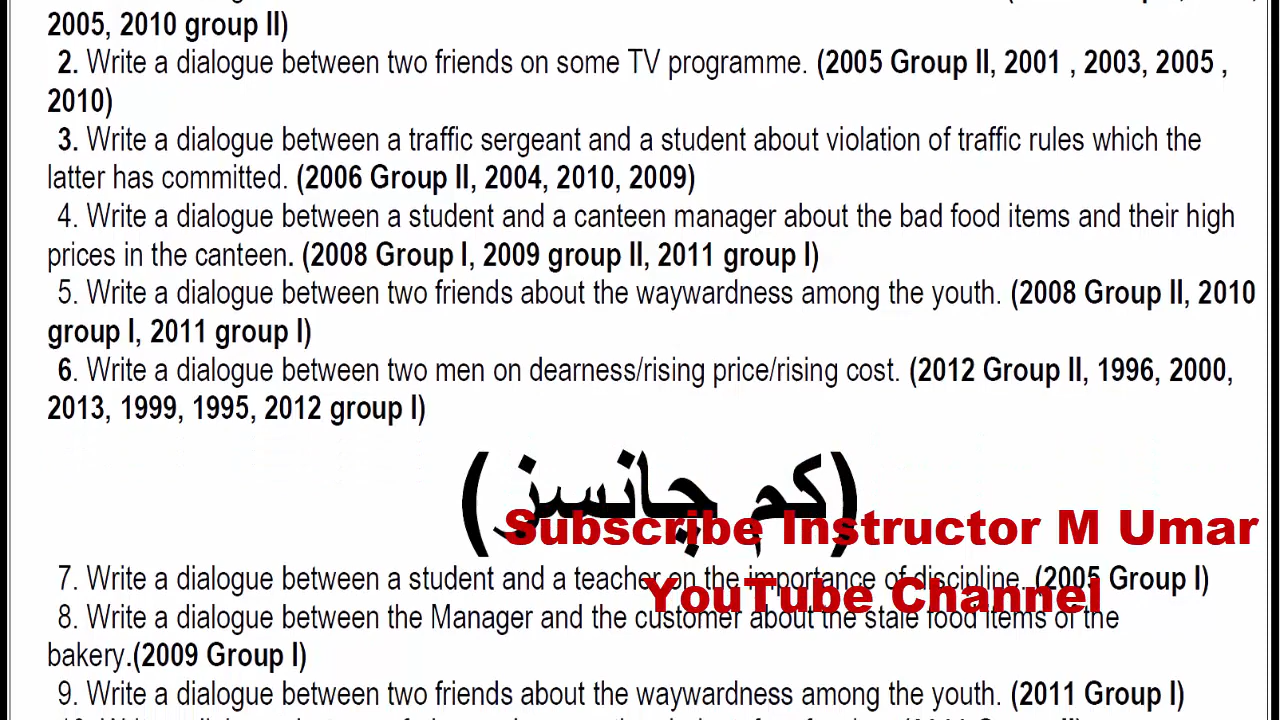 2005, 2010 group II)
2. Write a dialogue between two friends on some TV programme. (2005 Group II, 2001 , 2003, 2005 ,
2010)
3. Write a dialogue between a traffic sergeant and a student about violation of traffic rules which the
latter has committed. (2006 Group II, 2004, 2010, 2009)
4. Write a dialogue between a student and a canteen manager about the bad food items and their high
prices in the canteen. (2008 Group I, 2009 group II, 2011 group I)
5. Write a dialogue between two friends about the waywardness among the youth. (2008 Group II, 2010
group I, 2011 group I)
6. Write a dialogue between two men on dearness/rising price/rising cost. (2012 Group II, 1996, 2000,
2013, 1999, 1995, 2012 group I)
(کم چانسز)
Subscribe Instructor M Umar
YouTube Channel
7. Write a dialogue between a student and a teacher on the importance of discipline. (2005 Group I)
8. Write a dialogue between the Manager and the customer about the stale food items of the
bakery.(2009 Group I)
9. Write a dialogue between two friends about the waywardness among the youth. (2011 Group I)